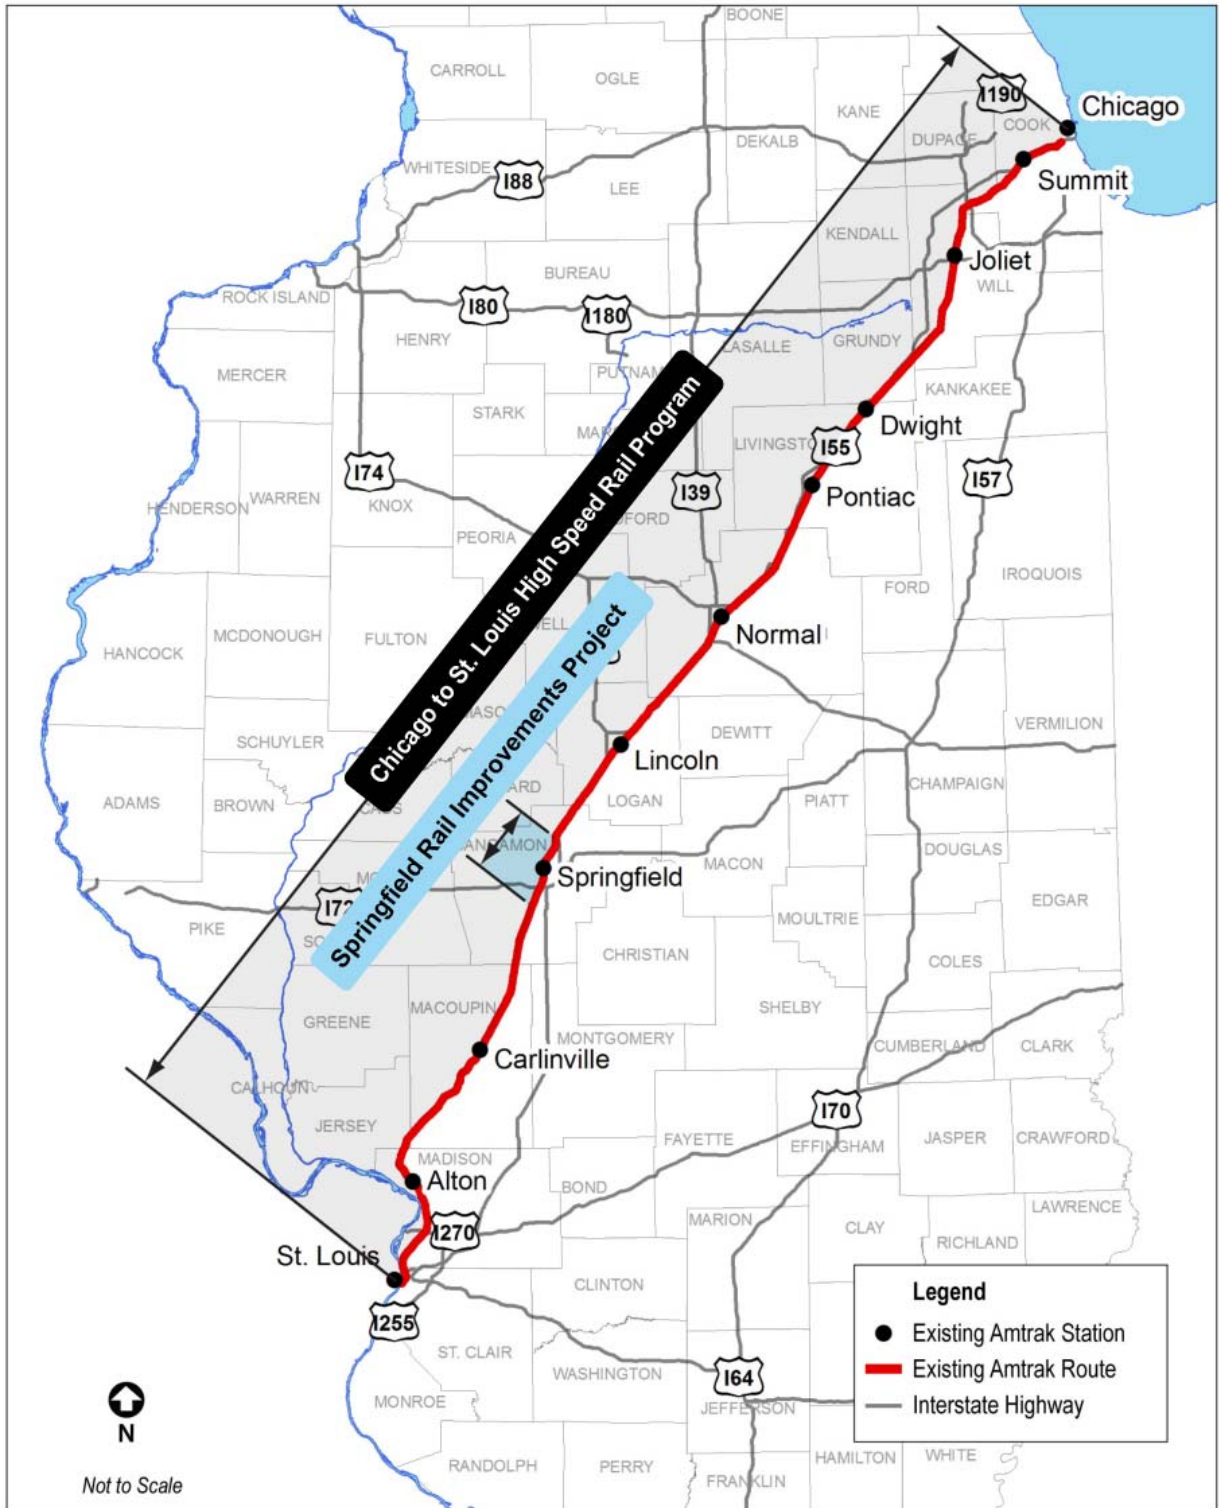 BOONE
CARROLL
OGLE
KANE
I190
COOK
Chicago
DEKALB
DUPAGE
WHITESIDE
I88
LEE
Summit
KENDALL
Joliet
BUREAU
WILL
ROCK ISLAND
I80
I180
HENRY
LASALLE
GRUNDY
MERCER
PUTNAM
KANKAKEE
STARK
Dwight
LIVINGSTO
I55
I74
I39
I57
Pontiac
HENDERSON
WARREN
KNOX
PEORIA
IROQUOIS
FORD
Chicago to St. Louis High Speed Rail Program
Springfield Rail Improvements Project
MCDONOUGH
FULTON
Normal
HANCOCK
VERMILION
DEWITT
SCHUYLER
Lincoln
CHAMPAIGN
ADAMS
BROWN
LOGAN
PIATT
DOUGLAS
MACON
Springfield
EDGAR
MOULTRIE
PIKE
CHRISTIAN
COLES
SHELBY
MACOUPIN
GREENE
MONTGOMERY
CUMBERLAND
CLARK
Carlinville
CALHOUN
I70
JERSEY
FAYETTE
EFFINGHAM
JASPER
CRAWFORD
MADISON
Alton
BOND
LAWRENCE
MARION
CLAY
I270
RICHLAND
St. Louis
CLINTON
Legend
I255
Existing Amtrak Station
ST. CLAIR
WASHINGTON
Existing Amtrak Route
I64
MONROE
JEFFERSON
Interstate Highway
N
HAMILTON
WHITE
RANDOLPH
PERRY
FRANKLIN
Not to Scale